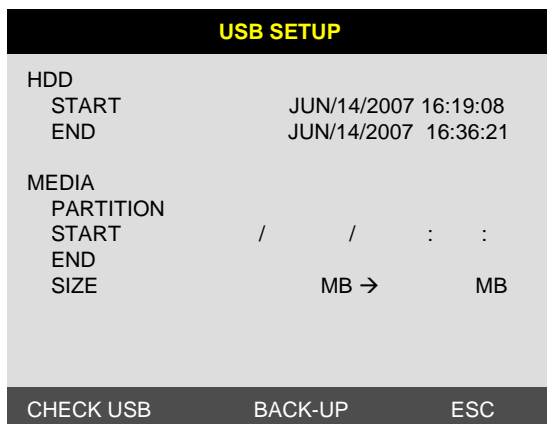 USB SETUP
HDD
START JUN/14/2007 16:19:08
END JUN/14/2007 16:36:21
MEDIA
PARTITION
START / / : :
END
SIZE MB → MB
CHECK USB BACK-UP ESC